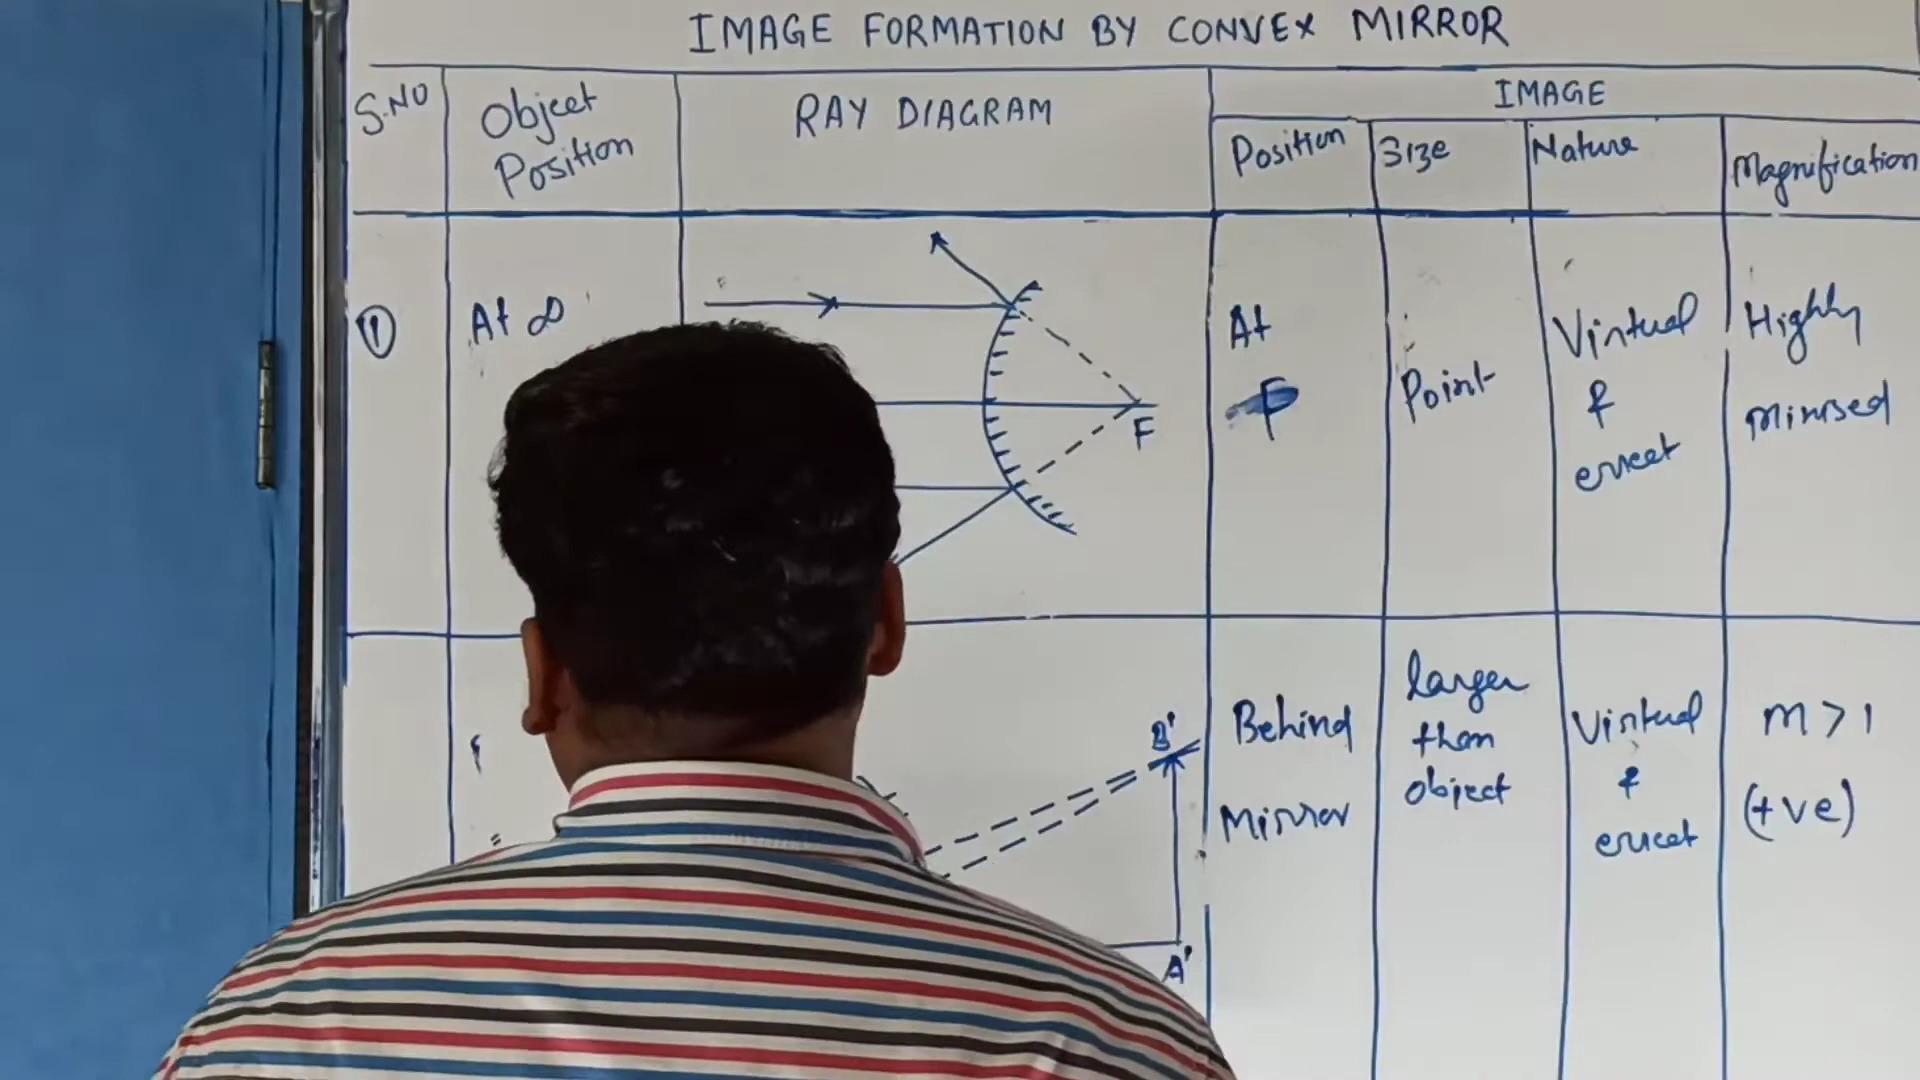 IMAGE FORMATION BY CONVEX MIRROR
S.NO
Object
Position
RAY DIAGRAM
IMAGE
Position
Size
Nature
Magnification
1
At ∞
F
At
F
Point
Virtual
&
erect
Highly
Minised
B'
A'
Behind
Mirror
larger
than
object
Virtual
&
erect
m > 1
(+ve)